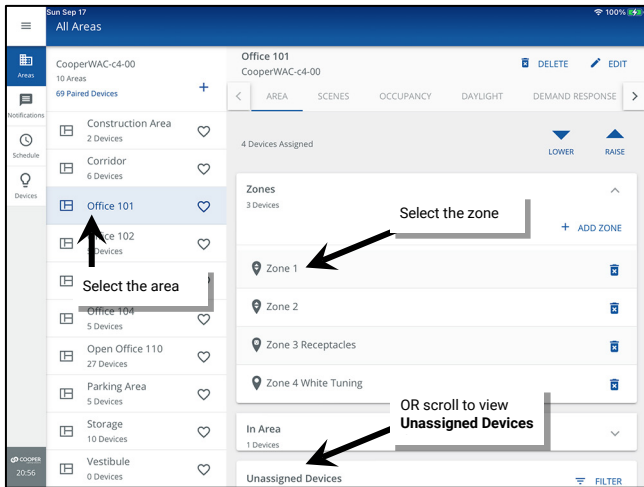 Sun Sep 17
100%
All Areas
Areas
Notifications
Schedule
Devices
COOPER
20:56
CooperWAC-c4-00
10 Areas
69 Paired Devices
+
Construction Area
2 Devices
Corridor
6 Devices
Office 101
Office 102
5 Devices
Select the area
Office 104
5 Devices
Open Office 110
27 Devices
Parking Area
5 Devices
Storage
10 Devices
Vestibule
0 Devices
Office 101
CooperWAC-c4-00
DELETE
EDIT
< AREA SCENES OCCUPANCY DAYLIGHT DEMAND RESPONSE >
4 Devices Assigned
LOWER RAISE
Zones
3 Devices
Select the zone
+ ADD ZONE
Zone 1
Zone 2
Zone 3 Receptacles
Zone 4 White Tuning
OR scroll to view
Unassigned Devices
In Area
1 Devices
Unassigned Devices
FILTER